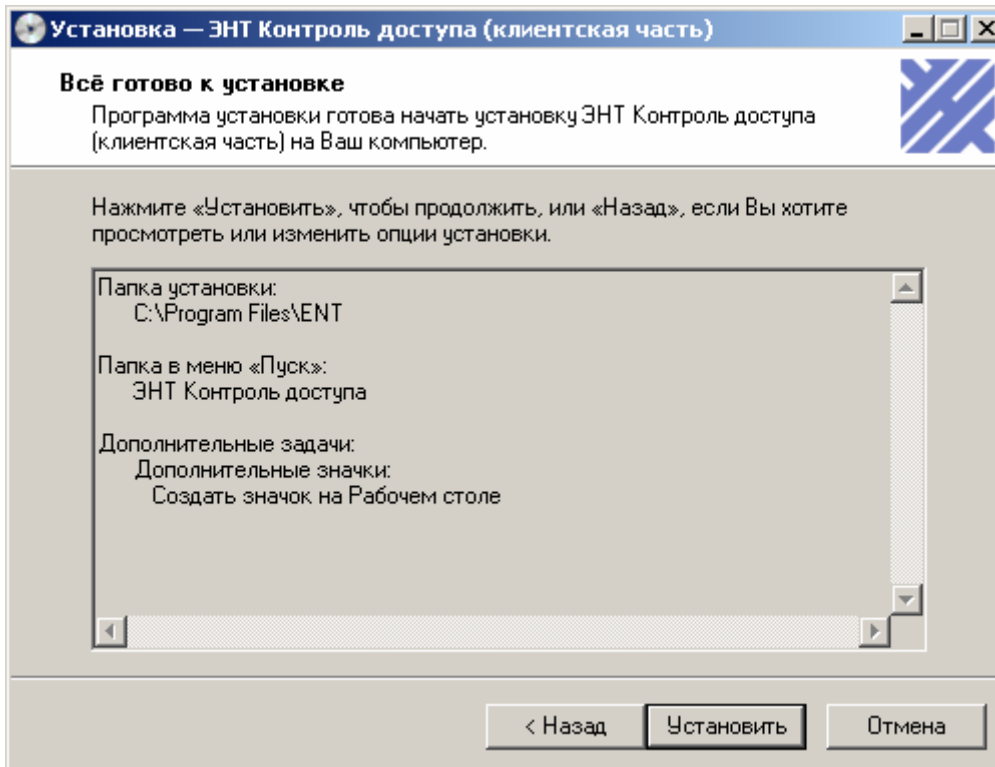 Установка — ЭНТ Контроль доступа (клиентская часть)
Всё готово к установке
Программа установки готова начать установку ЭНТ Контроль доступа
(клиентская часть) на Ваш компьютер.
Нажмите «Установить», чтобы продолжить, или «Назад», если Вы хотите
просмотреть или изменить опции установки.
Папка установки:
C:\Program Files\ENT
Папка в меню «Пуск»:
ЭНТ Контроль доступа
Дополнительные задачи:
Дополнительные значки:
Создать значок на Рабочем столе
< Назад
Установить
Отмена